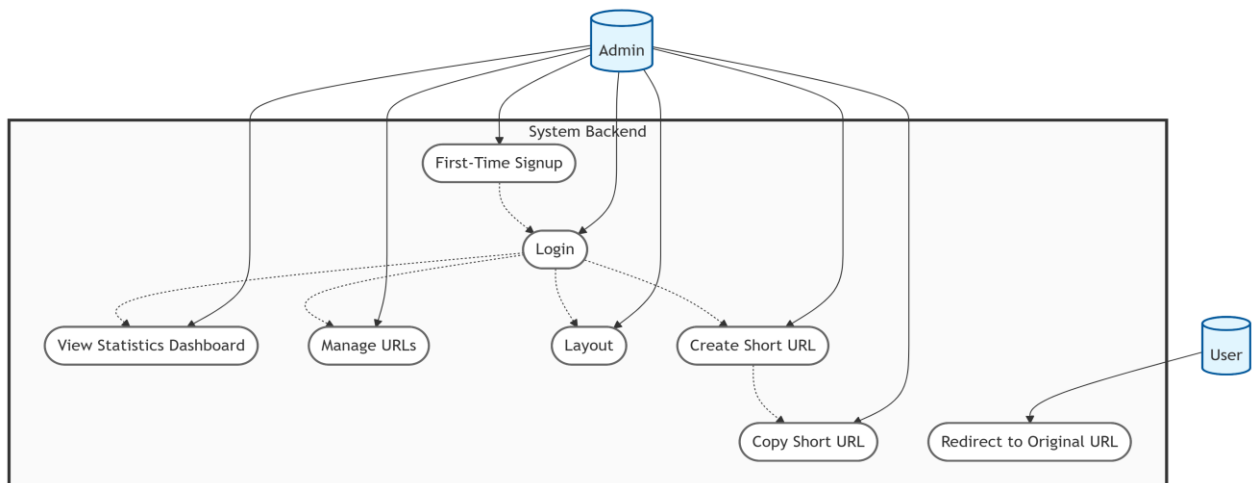 Admin
System Backend
First-Time Signup
Login
View Statistics Dashboard
Manage URLs
Layout
Create Short URL
User
Copy Short URL
Redirect to Original URL